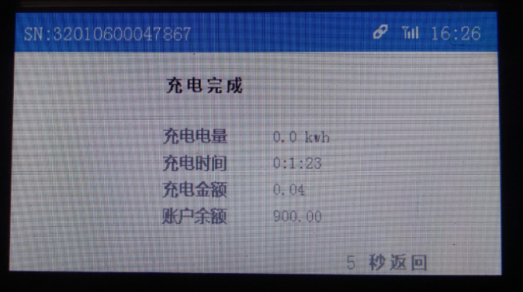 SN:32010600047867 16:26
充电完成
充电电量 0.0 kwh
充电时间 0:1:23
充电金额 0.04
账户余额 900.00
5 秒返回